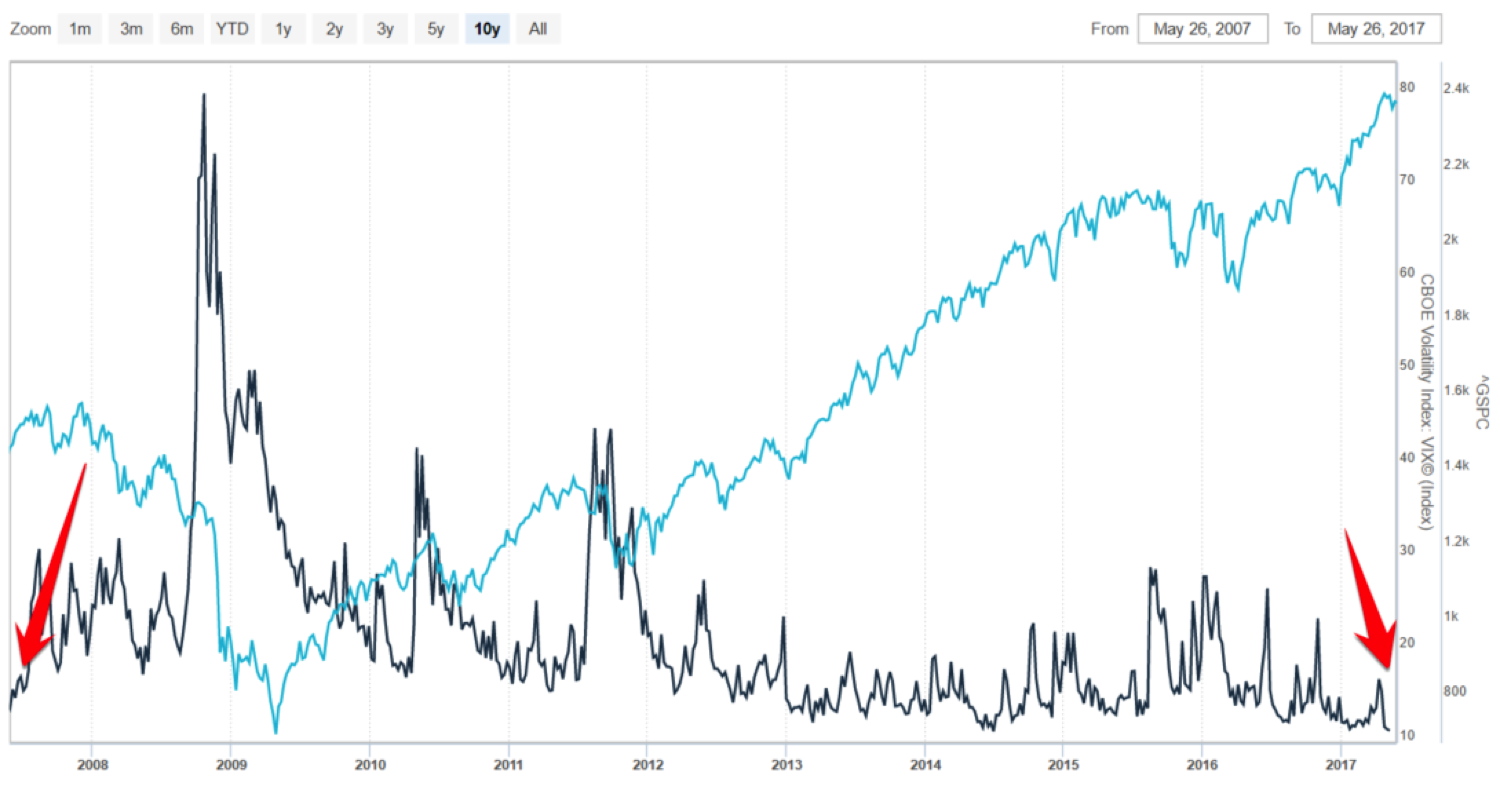 Zoom 1m 3m 6m YTD 1y 2y 3y 5y 10y All From May 26, 2007 To May 26, 2017
80
70
60
50
40
30
20
10
CBOE Volatility Index: VIX© (Index)
2.4k
2.2k
2k
1.8k
1.6k
1.4k
1.2k
1k
800
^GSPC
2008 2009 2010 2011 2012 2013 2014 2015 2016 2017